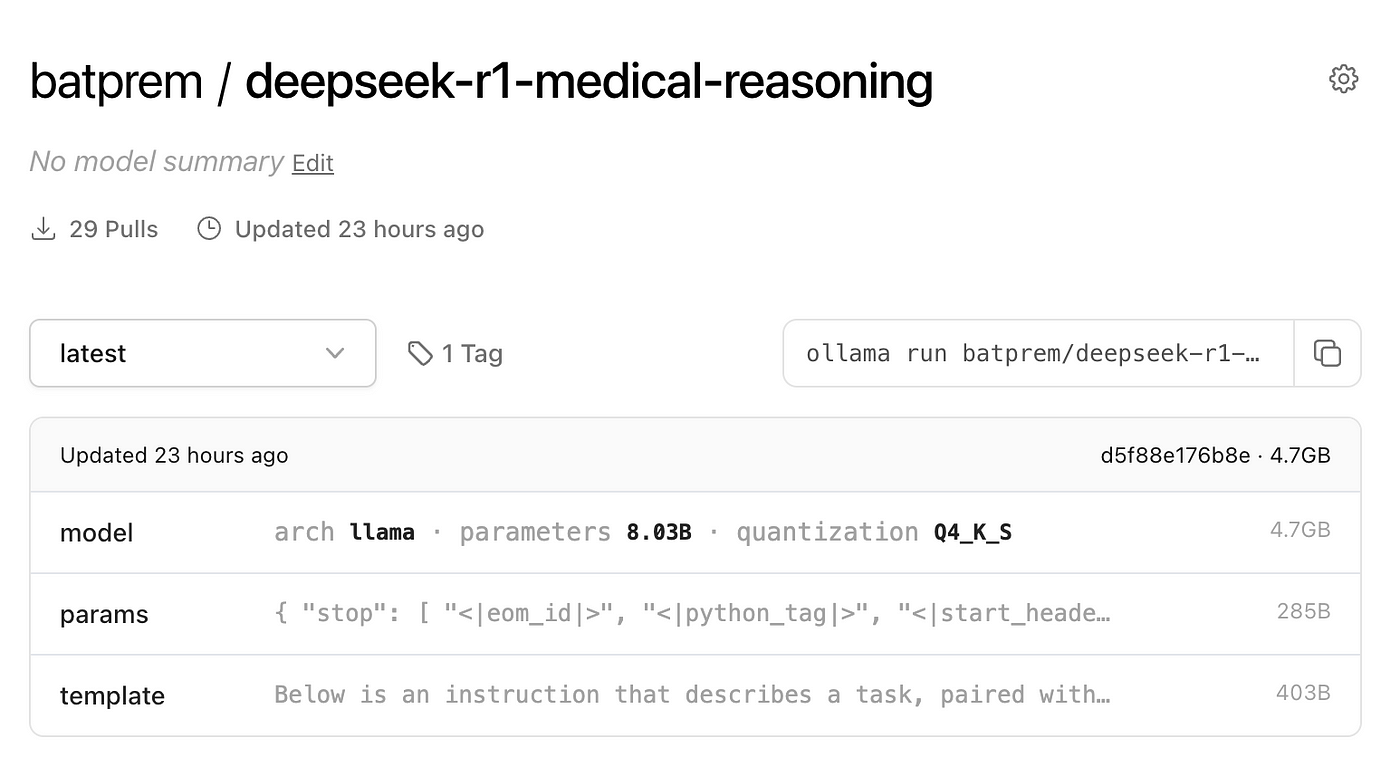 batprem / deepseek-r1-medical-reasoning
No model summary Edit
29 Pulls Updated 23 hours ago
latest 1 Tag ollama run batprem/deepseek-r1-…
Updated 23 hours ago d5f88e176b8e · 4.7GB
model arch llama · parameters 8.03B · quantization Q4_K_S 4.7GB
params { "stop": [ "<|eom_id|>", "<|python_tag|>", "<|start_heade… 285B
template Below is an instruction that describes a task, paired with… 403B